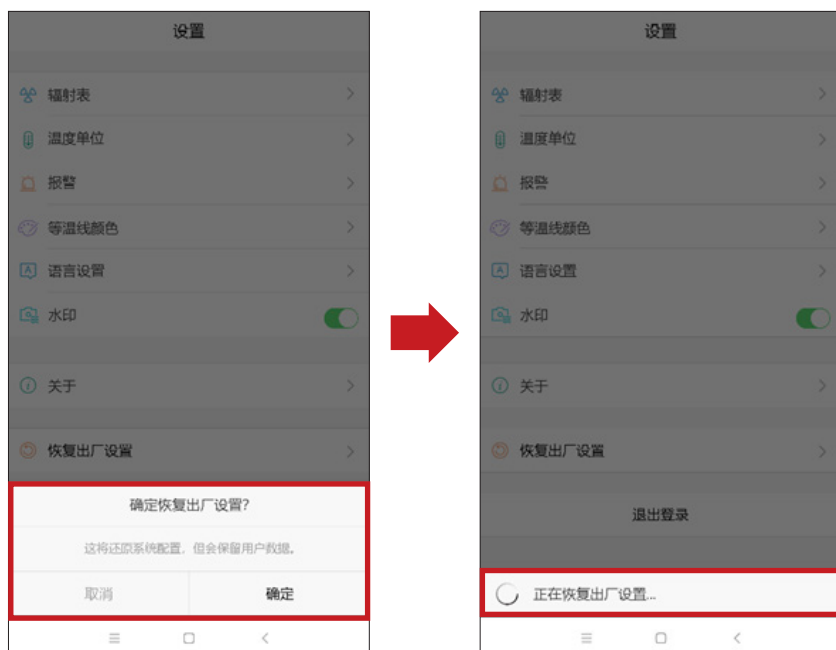 设置
辐射表
温度单位
报警
等温线颜色
语言设置
水印
关于
恢复出厂设置
确定恢复出厂设置?
这将还原系统配置，但会保留用户数据。
取消
确定
设置
辐射表
温度单位
报警
等温线颜色
语言设置
水印
关于
恢复出厂设置
退出登录
正在恢复出厂设置...